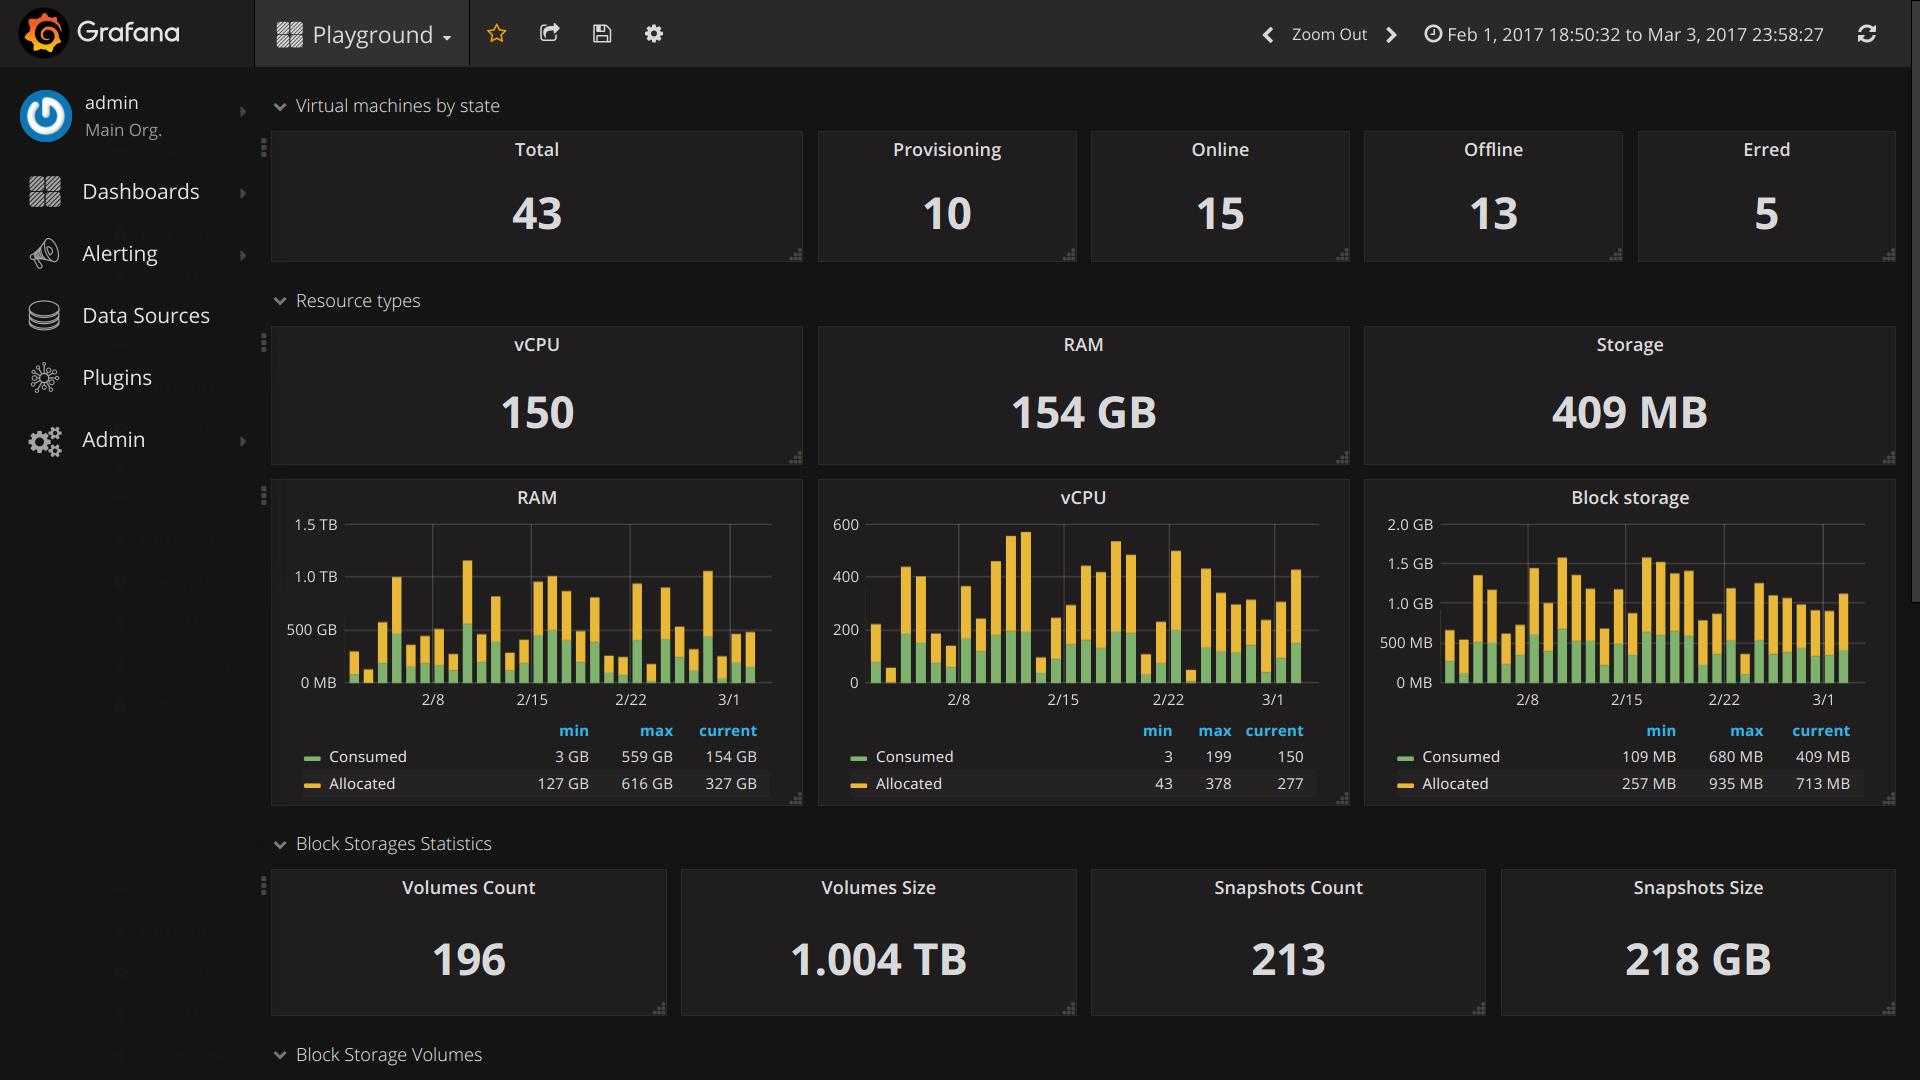 Grafana
Playground
Zoom Out
Feb 1, 2017 18:50:32 to Mar 3, 2017 23:58:27
admin
Main Org.
Dashboards
Alerting
Data Sources
Plugins
Admin
Virtual machines by state
Total
43
Provisioning
10
Online
15
Offline
13
Erred
5
Resource types
vCPU
150
RAM
154 GB
Storage
409 MB
RAM
1.5 TB
1.0 TB
500 GB
0 MB
2/8 2/15 2/22 3/1
min max current
Consumed 3 GB 559 GB 154 GB
Allocated 127 GB 616 GB 327 GB
vCPU
600
400
200
0
2/8 2/15 2/22 3/1
min max current
Consumed 3 199 150
Allocated 43 378 277
Block storage
2.0 GB
1.5 GB
1.0 GB
500 MB
0 MB
2/8 2/15 2/22 3/1
min max current
Consumed 109 MB 680 MB 409 MB
Allocated 257 MB 935 MB 713 MB
Block Storages Statistics
Volumes Count
196
Volumes Size
1.004 TB
Snapshots Count
213
Snapshots Size
218 GB
Block Storage Volumes